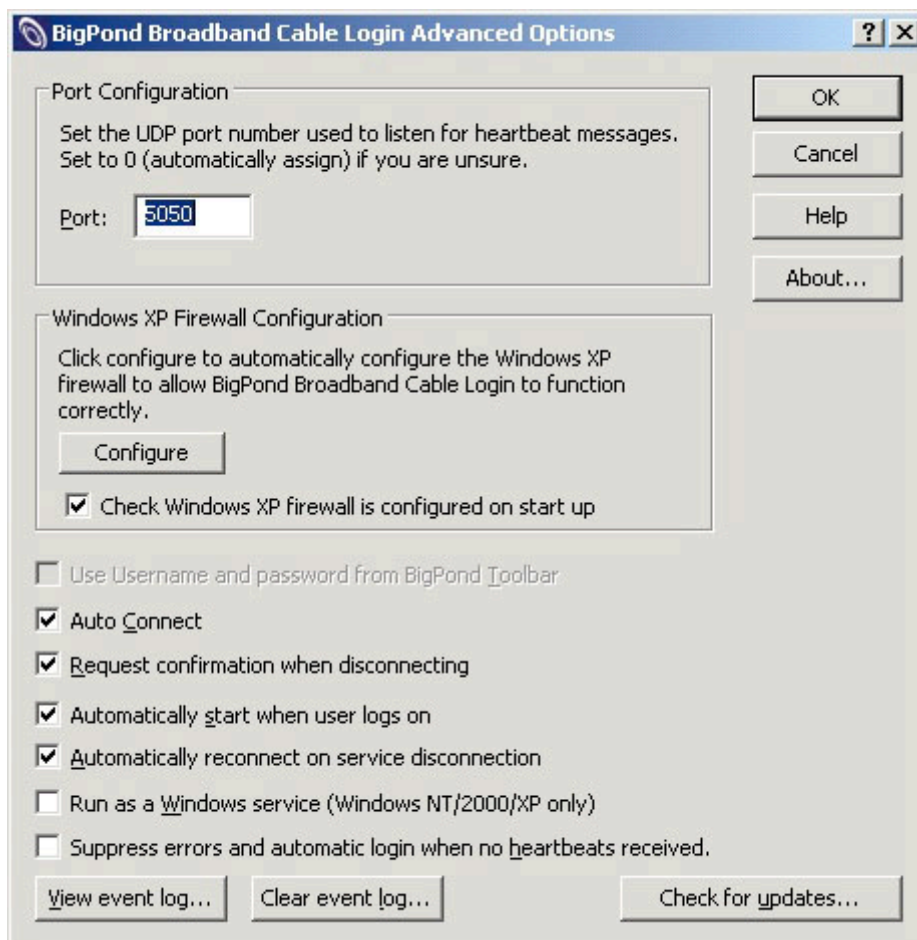 BigPond Broadband Cable Login Advanced Options
Port Configuration
Set the UDP port number used to listen for heartbeat messages.
Set to 0 (automatically assign) if you are unsure.
Port: 5050
OK
Cancel
Help
About...
Windows XP Firewall Configuration
Click configure to automatically configure the Windows XP
firewall to allow BigPond Broadband Cable Login to function
correctly.
Configure
Check Windows XP firewall is configured on start up
Use Username and password from BigPond Toolbar
Auto Connect
Request confirmation when disconnecting
Automatically start when user logs on
Automatically reconnect on service disconnection
Run as a Windows service (Windows NT/2000/XP only)
Suppress errors and automatic login when no heartbeats received.
View event log... Clear event log... Check for updates...